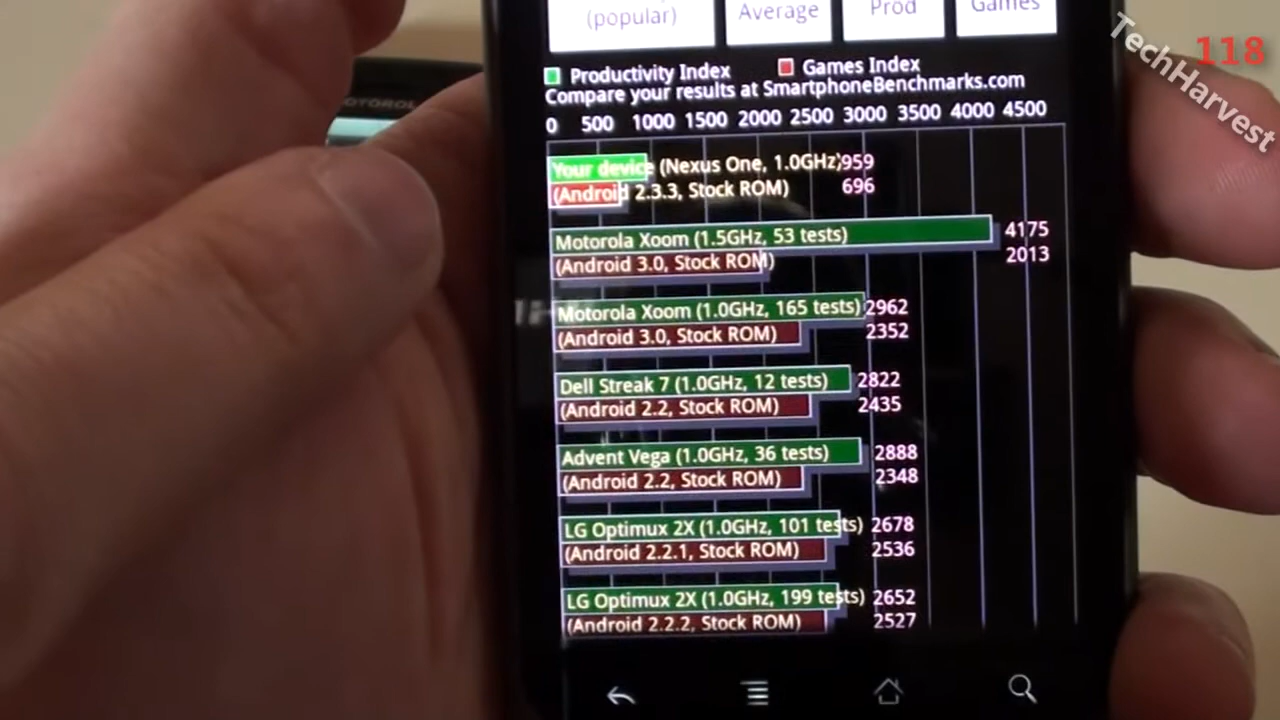 (popular)
Average
Prod
Games
TechHarvest
118
MOTOROLA
Productivity Index
Games Index
Compare your results at SmartphoneBenchmarks.com
0 500 1000 1500 2000 2500 3000 3500 4000 4500
Your device (Nexus One, 1.0GHz) 959
(Android 2.3.3, Stock ROM) 696
Motorola Xoom (1.5GHz, 53 tests) 4175
(Android 3.0, Stock ROM) 2013
Motorola Xoom (1.0GHz, 165 tests) 2962
(Android 3.0, Stock ROM) 2352
Dell Streak 7 (1.0GHz, 12 tests) 2822
(Android 2.2, Stock ROM) 2435
Advent Vega (1.0GHz, 36 tests) 2888
(Android 2.2, Stock ROM) 2348
LG Optimux 2X (1.0GHz, 101 tests) 2678
(Android 2.2.1, Stock ROM) 2536
LG Optimux 2X (1.0GHz, 199 tests) 2652
(Android 2.2.2, Stock ROM) 2527